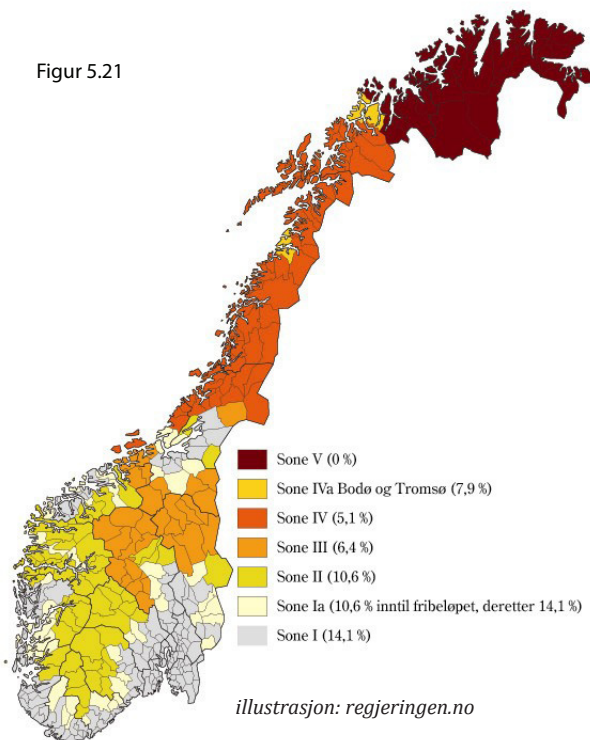 Figur 5.21
Sone V (0 %)
Sone IVa Bodø og Tromsø (7,9 %)
Sone IV (5,1 %)
Sone III (6,4 %)
Sone II (10,6 %)
Sone Ia (10,6 % inntil fribeløpet, deretter 14,1 %)
Sone I (14,1 %)
illustrasjon: regjeringen.no